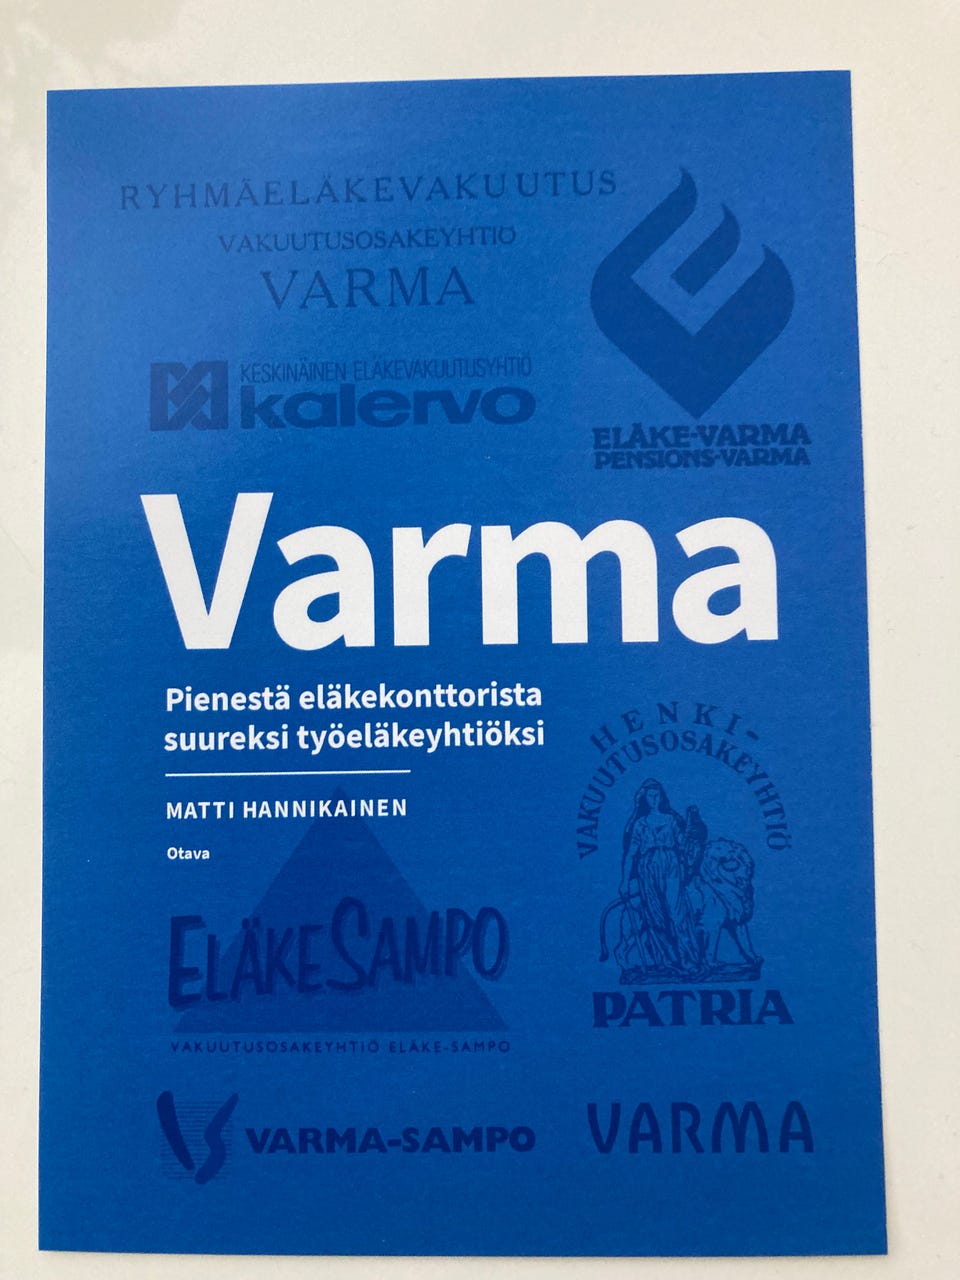 RYHMÄELÄKEVAKUUTUS
VAKUUTUSOSAKEYHTIÖ
VARMA
KESKINÄINEN ELÄKEVAKUUTUSYHTIÖ
kalervo
ELÄKE-VARMA
PENSIONS-VARMA
Varma
Pienestä eläkekonttorista
suureksi työeläkeyhtiöksi
MATTI HANNIKAINEN
Otava
HENKI-
VAKUUTUSOSAKEYHTIÖ
PATRIA
ELÄKESAMPO
VAKUUTUSOSAKEYHTIÖ ELÄKE-SAMPO
VARMA-SAMPO
VARMA